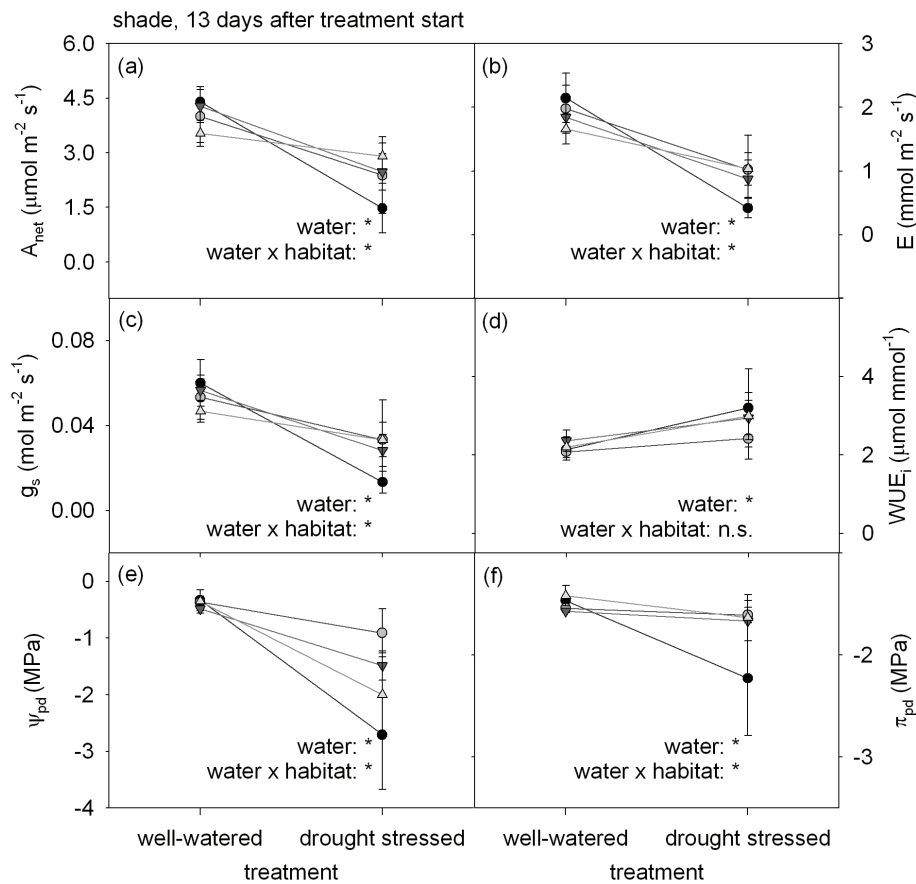 shade, 13 days after treatment start
6.0
4.5
3.0
1.5
0.0
A_net (μmol m⁻² s⁻¹)
(a)
water: *
water x habitat: *
(b)
water: *
water x habitat: *
3
2
1
0
E (mmol m⁻² s⁻¹)
0.08
0.04
0.00
g_s (mol m⁻² s⁻¹)
(c)
water: *
water x habitat: *
(d)
water: *
water x habitat: n.s.
4
2
0
WUE_i (μmol mmol⁻¹)
0
-1
-2
-3
-4
ψ_pd (MPa)
(e)
water: *
water x habitat: *
(f)
water: *
water x habitat: *
-2
-3
π_pd (MPa)
well-watered drought stressed
treatment
well-watered drought stressed
treatment